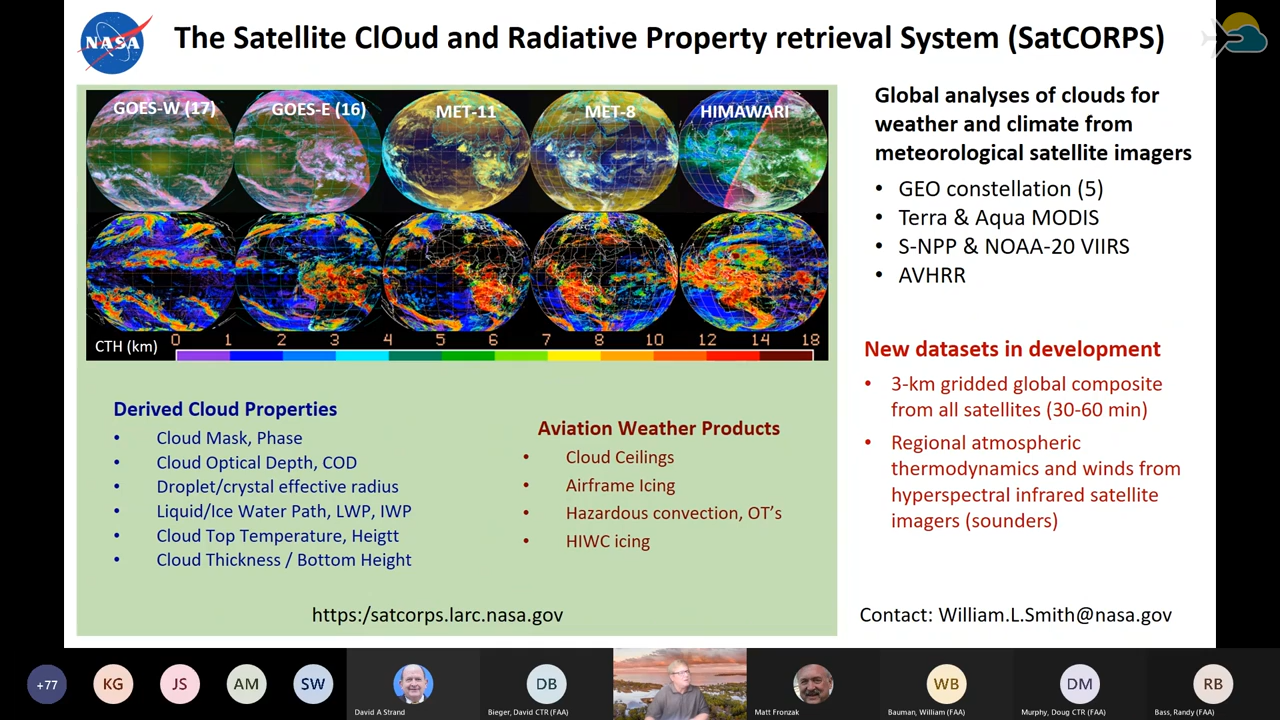 NASA
The Satellite ClOud and Radiative Property retrieval System (SatCORPS)
GOES-W (17)
GOES-E (16)
MET-11
MET-8
HIMAWARI
CTH (km)
0 1 2 3 4 5 6 7 8 10 12 14 18
Derived Cloud Properties
• Cloud Mask, Phase
• Cloud Optical Depth, COD
• Droplet/crystal effective radius
• Liquid/Ice Water Path, LWP, IWP
• Cloud Top Temperature, Heigtt
• Cloud Thickness / Bottom Height
Aviation Weather Products
• Cloud Ceilings
• Airframe Icing
• Hazardous convection, OT's
• HIWC icing
https:/satcorps.larc.nasa.gov
Global analyses of clouds for
weather and climate from
meteorological satellite imagers
• GEO constellation (5)
• Terra & Aqua MODIS
• S-NPP & NOAA-20 VIIRS
• AVHRR
New datasets in development
• 3-km gridded global composite
from all satellites (30-60 min)
• Regional atmospheric
thermodynamics and winds from
hyperspectral infrared satellite
imagers (sounders)
Contact: William.L.Smith@nasa.gov
+77
KG
JS
AM
SW
David A Strand
DB
Bieger, David CTR (FAA)
Matt Fronzak
WB
Bauman, William (FAA)
DM
Murphy, Doug CTR (FAA)
RB
Bass, Randy (FAA)